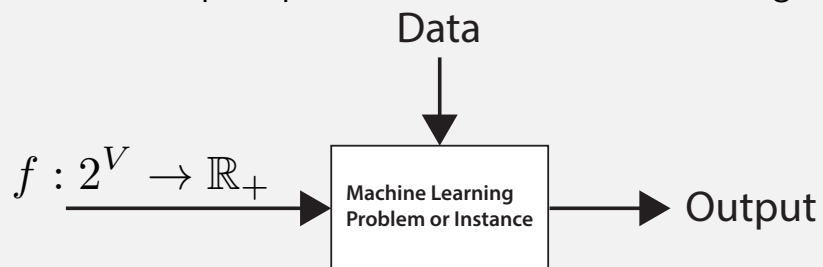 Data
f : 2^V → ℝ₊
Machine Learning
Problem or Instance
Output